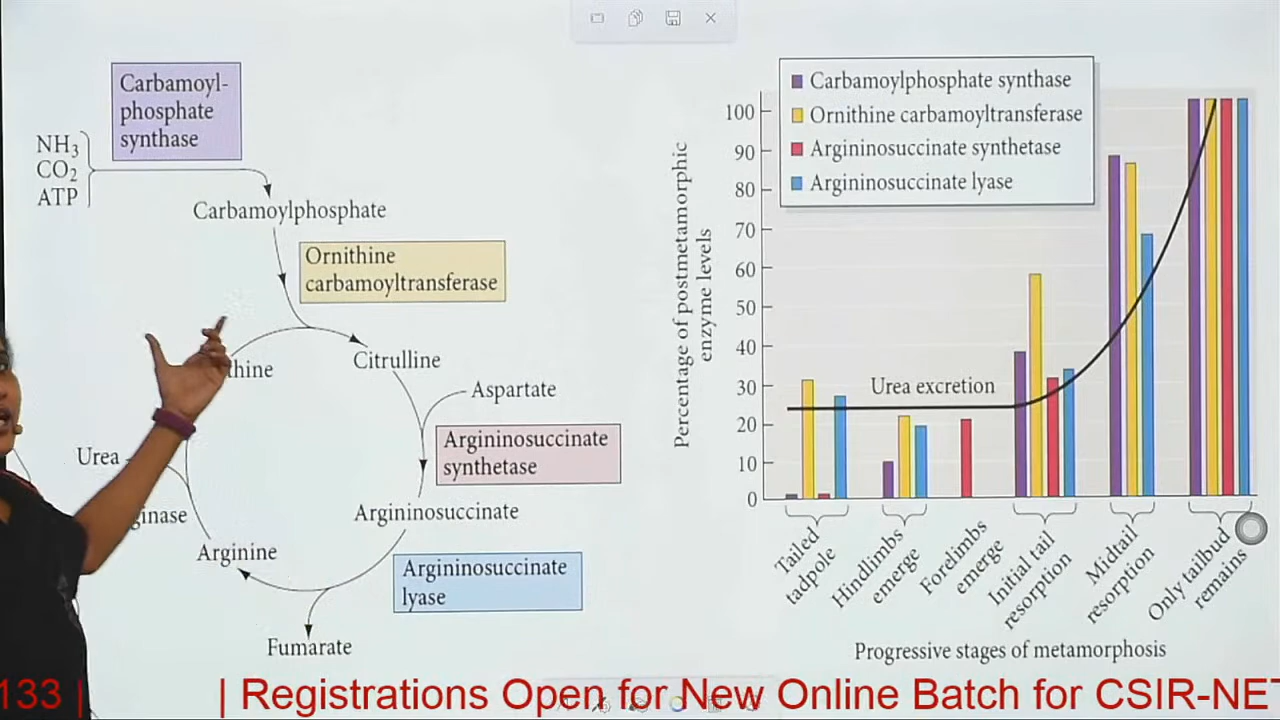 Carbamoyl-
phosphate
synthase
NH3
CO2
ATP
Carbamoylphosphate
Ornithine
carbamoyltransferase
thine
Citrulline
Aspartate
Argininosuccinate
synthetase
Urea
Argininosuccinate
ginase
Arginine
Argininosuccinate
lyase
Fumarate
Carbamoylphosphate synthase
Ornithine carbamoyltransferase
Argininosuccinate synthetase
Argininosuccinate lyase
Percentage of postmetamorphic
enzyme levels
100
90
80
70
60
50
40
30
20
10
0
Urea excretion
Tailed
tadpole
Hindlimbs
emerge
Forelimbs
emerge
Initial tail
resorption
Midtail
resorption
Only tailbud
remains
Progressive stages of metamorphosis
133 | | Registrations Open for New Online Batch for CSIR-NET